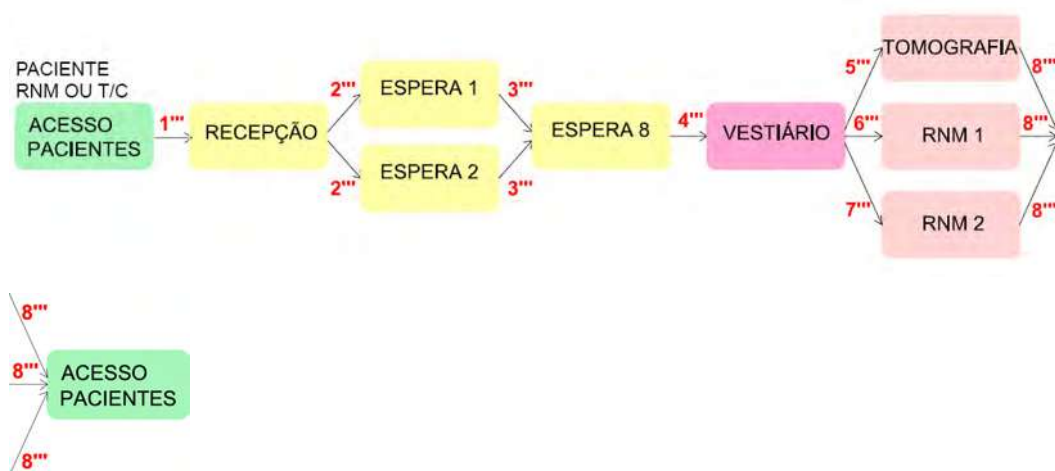 PACIENTE
RNM OU T/C
ACESSO
PACIENTES
1'''
RECEPÇÃO
2'''
2'''
ESPERA 1
ESPERA 2
3'''
3'''
ESPERA 8
4'''
VESTIÁRIO
5'''
6'''
7'''
TOMOGRAFIA
RNM 1
RNM 2
8'''
8'''
8'''
8'''
8'''
8'''
ACESSO
PACIENTES